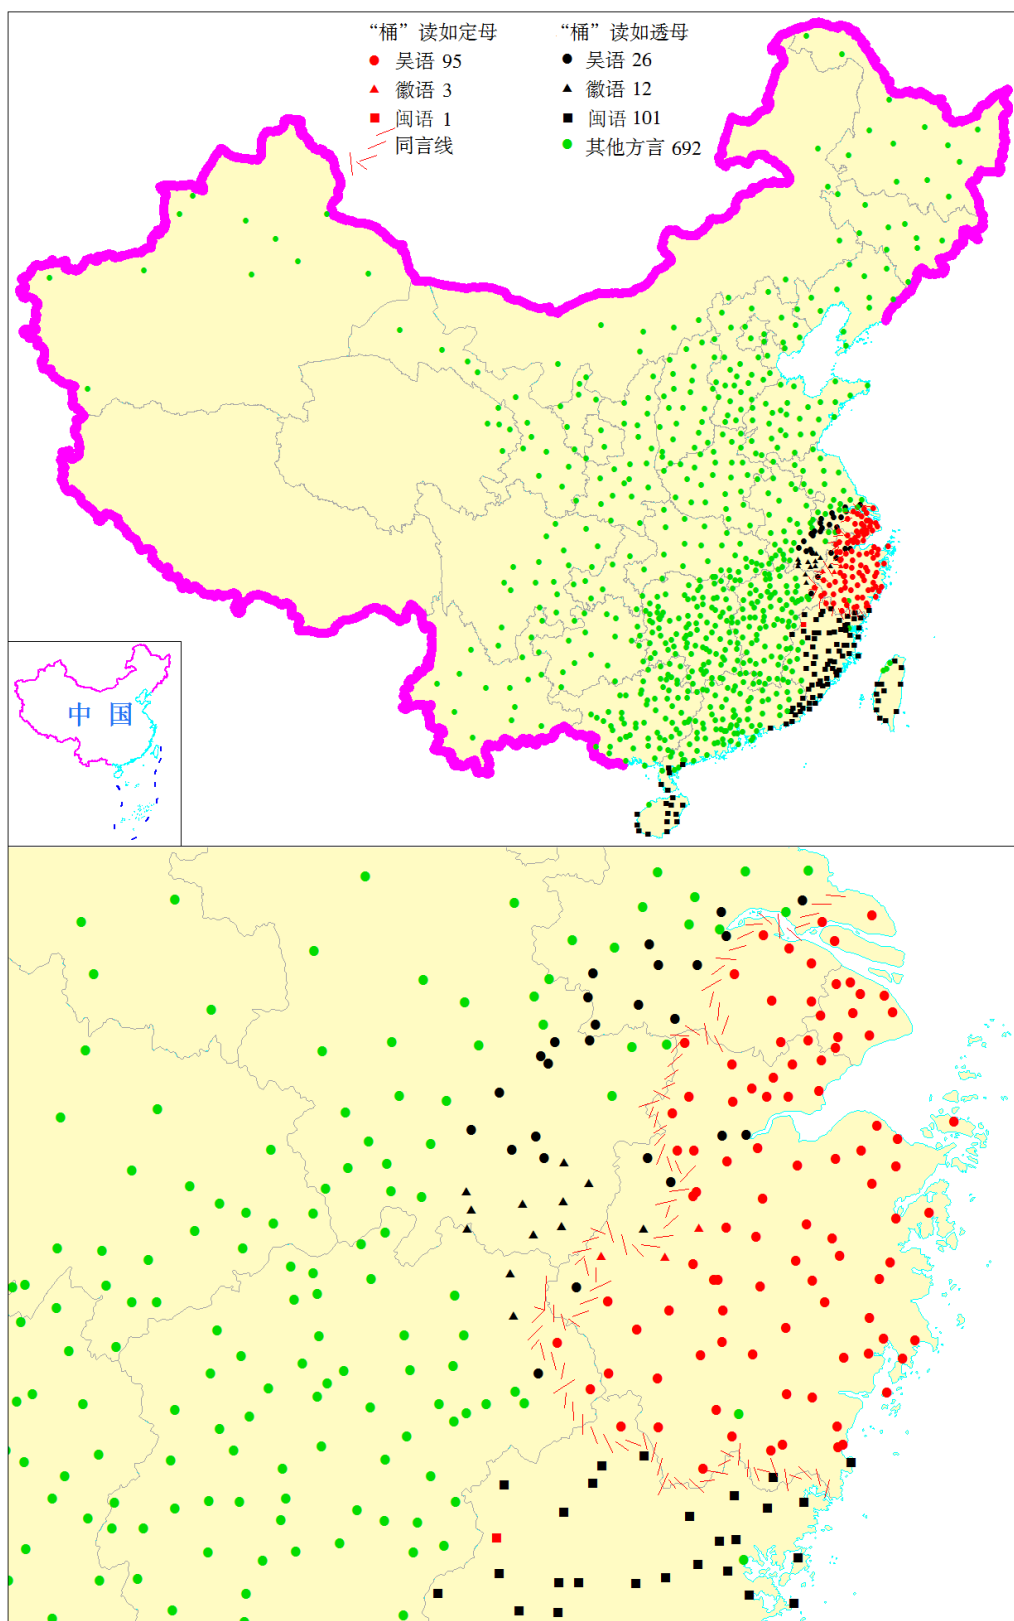 “桶”读如定母 “桶”读如透母
吴语 95 吴语 26
徽语 3 徽语 12
闽语 1 闽语 101
同言线 其他方言 692
中 国